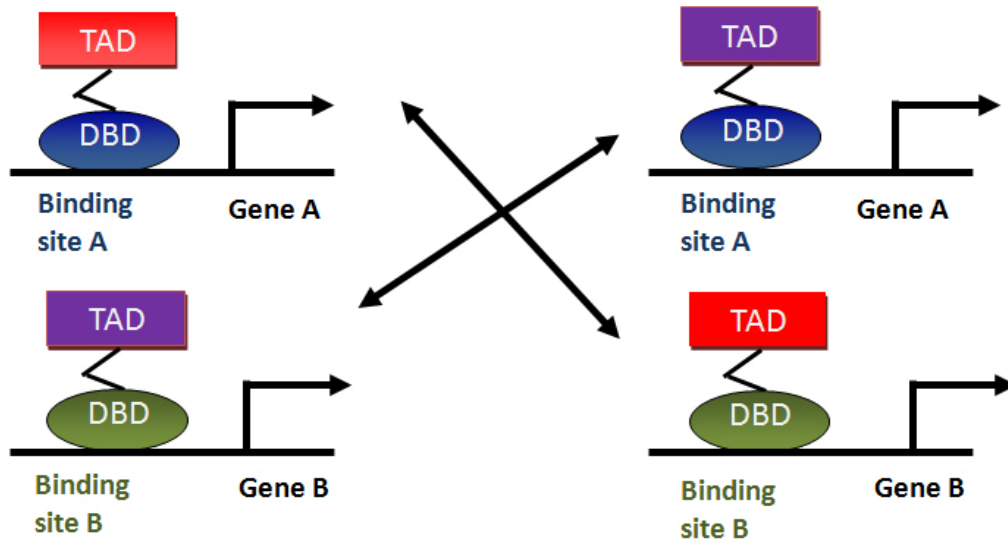 TAD
DBD
Binding
site A
Gene A
TAD
DBD
Binding
site A
Gene A
TAD
DBD
Binding
site B
Gene B
TAD
DBD
Binding
site B
Gene B